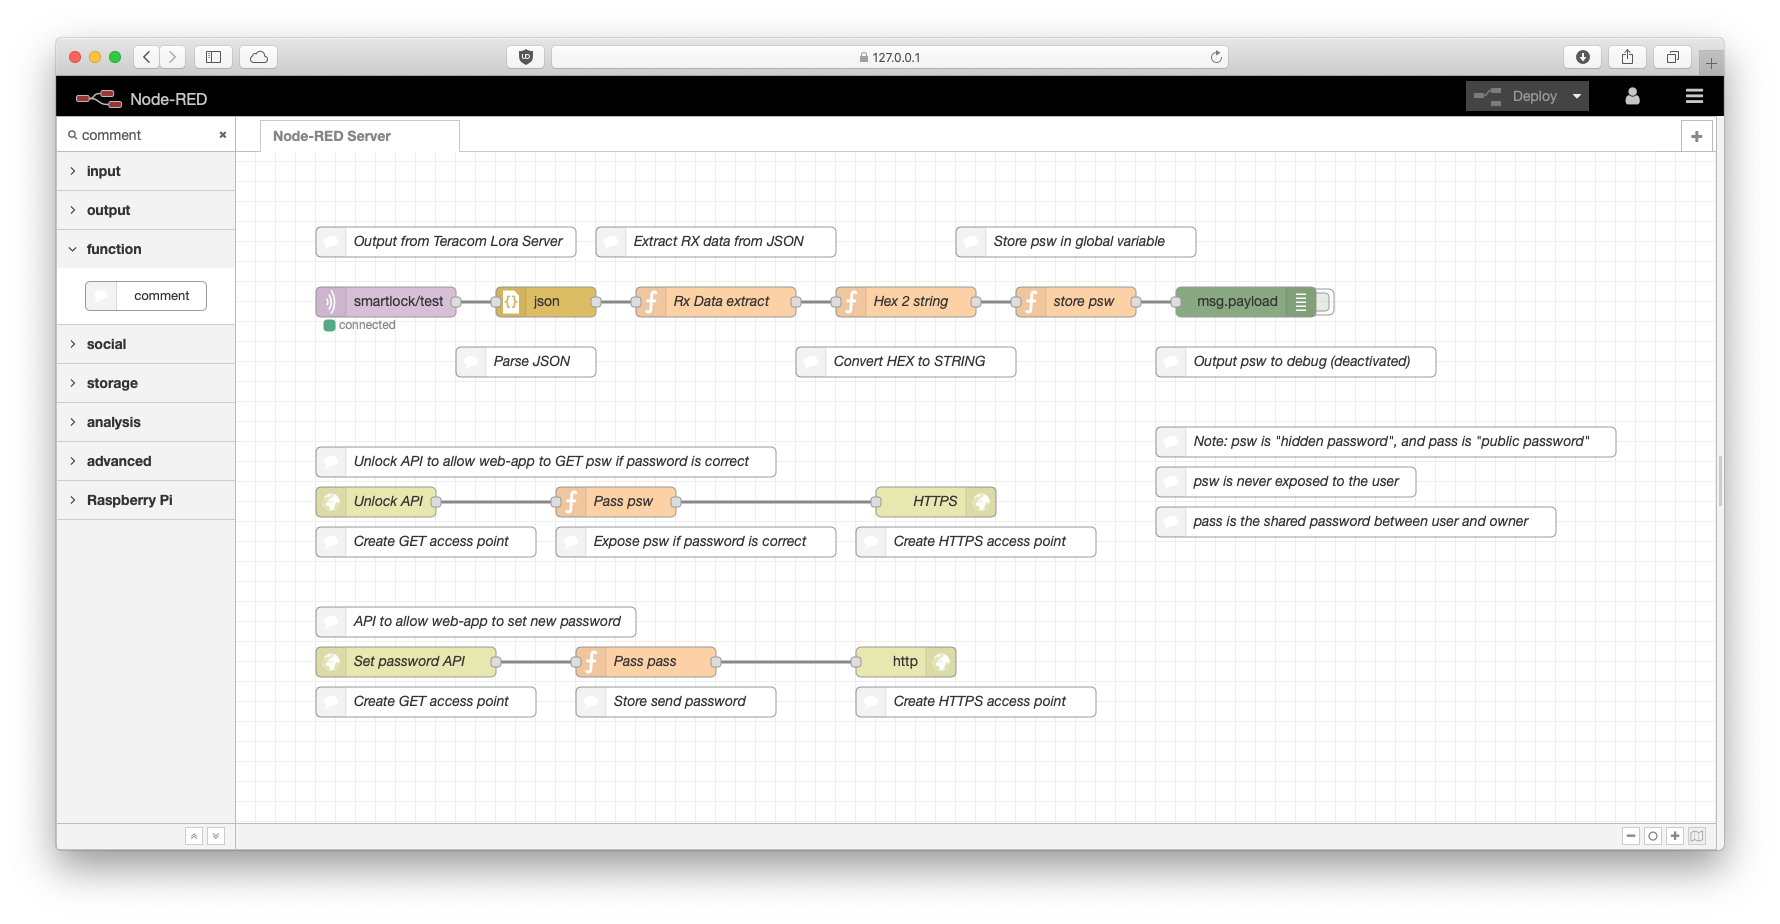 127.0.0.1
Node-RED
Deploy
comment
Node-RED Server
input
output
function
comment
social
storage
analysis
advanced
Raspberry Pi
Output from Teracom Lora Server
Extract RX data from JSON
Store psw in global variable
smartlock/test
json
Rx Data extract
Hex 2 string
store psw
msg.payload
connected
Parse JSON
Convert HEX to STRING
Output psw to debug (deactivated)
Note: psw is "hidden password", and pass is "public password"
Unlock API to allow web-app to GET psw if password is correct
psw is never exposed to the user
Unlock API
Pass psw
HTTPS
pass is the shared password between user and owner
Create GET access point
Expose psw if password is correct
Create HTTPS access point
API to allow web-app to set new password
Set password API
Pass pass
http
Create GET access point
Store send password
Create HTTPS access point